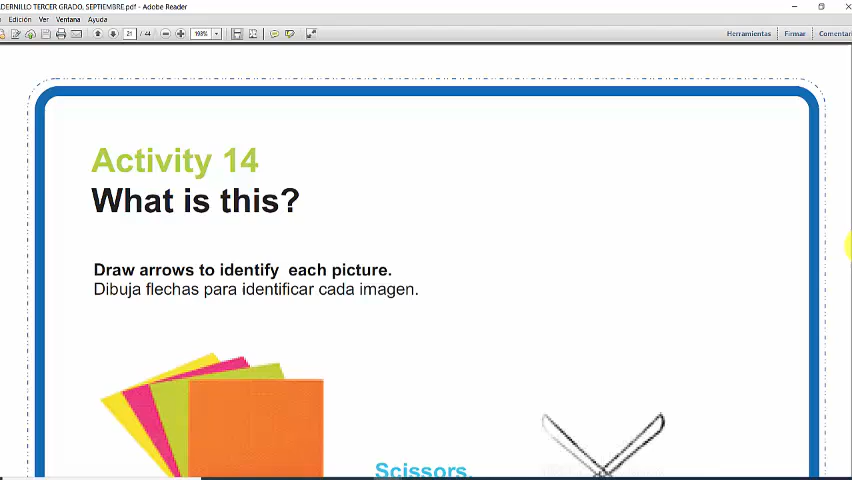 DERNILLO TERCER GRADO, SEPTIEMBRE.pdf - Adobe Reader
Edición Ver Ventana Ayuda
21 / 44 198%
Herramientas Firmar Comentar
Activity 14
What is this?
Draw arrows to identify each picture.
Dibuja flechas para identificar cada imagen.
Scissors.